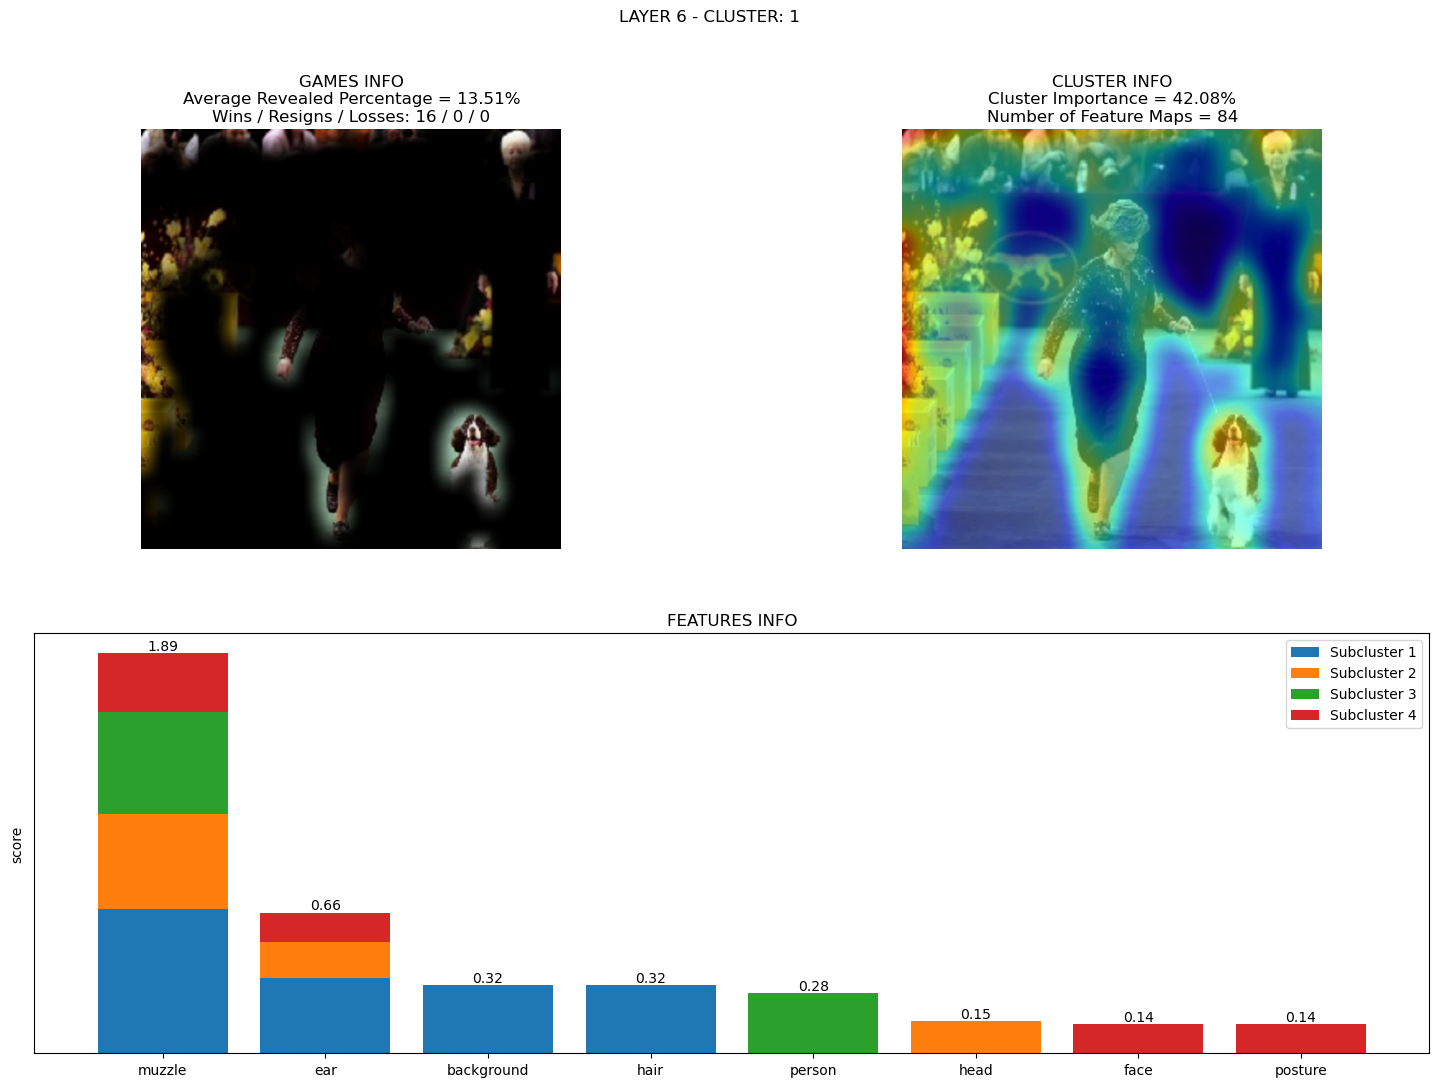 LAYER 6 - CLUSTER: 1
GAMES INFO
Average Revealed Percentage = 13.51%
Wins / Resigns / Losses: 16 / 0 / 0
CLUSTER INFO
Cluster Importance = 42.08%
Number of Feature Maps = 84
FEATURES INFO
score
1.89
0.66
0.32
0.32
0.28
0.15
0.14
0.14
Subcluster 1
Subcluster 2
Subcluster 3
Subcluster 4
muzzle
ear
background
hair
person
head
face
posture